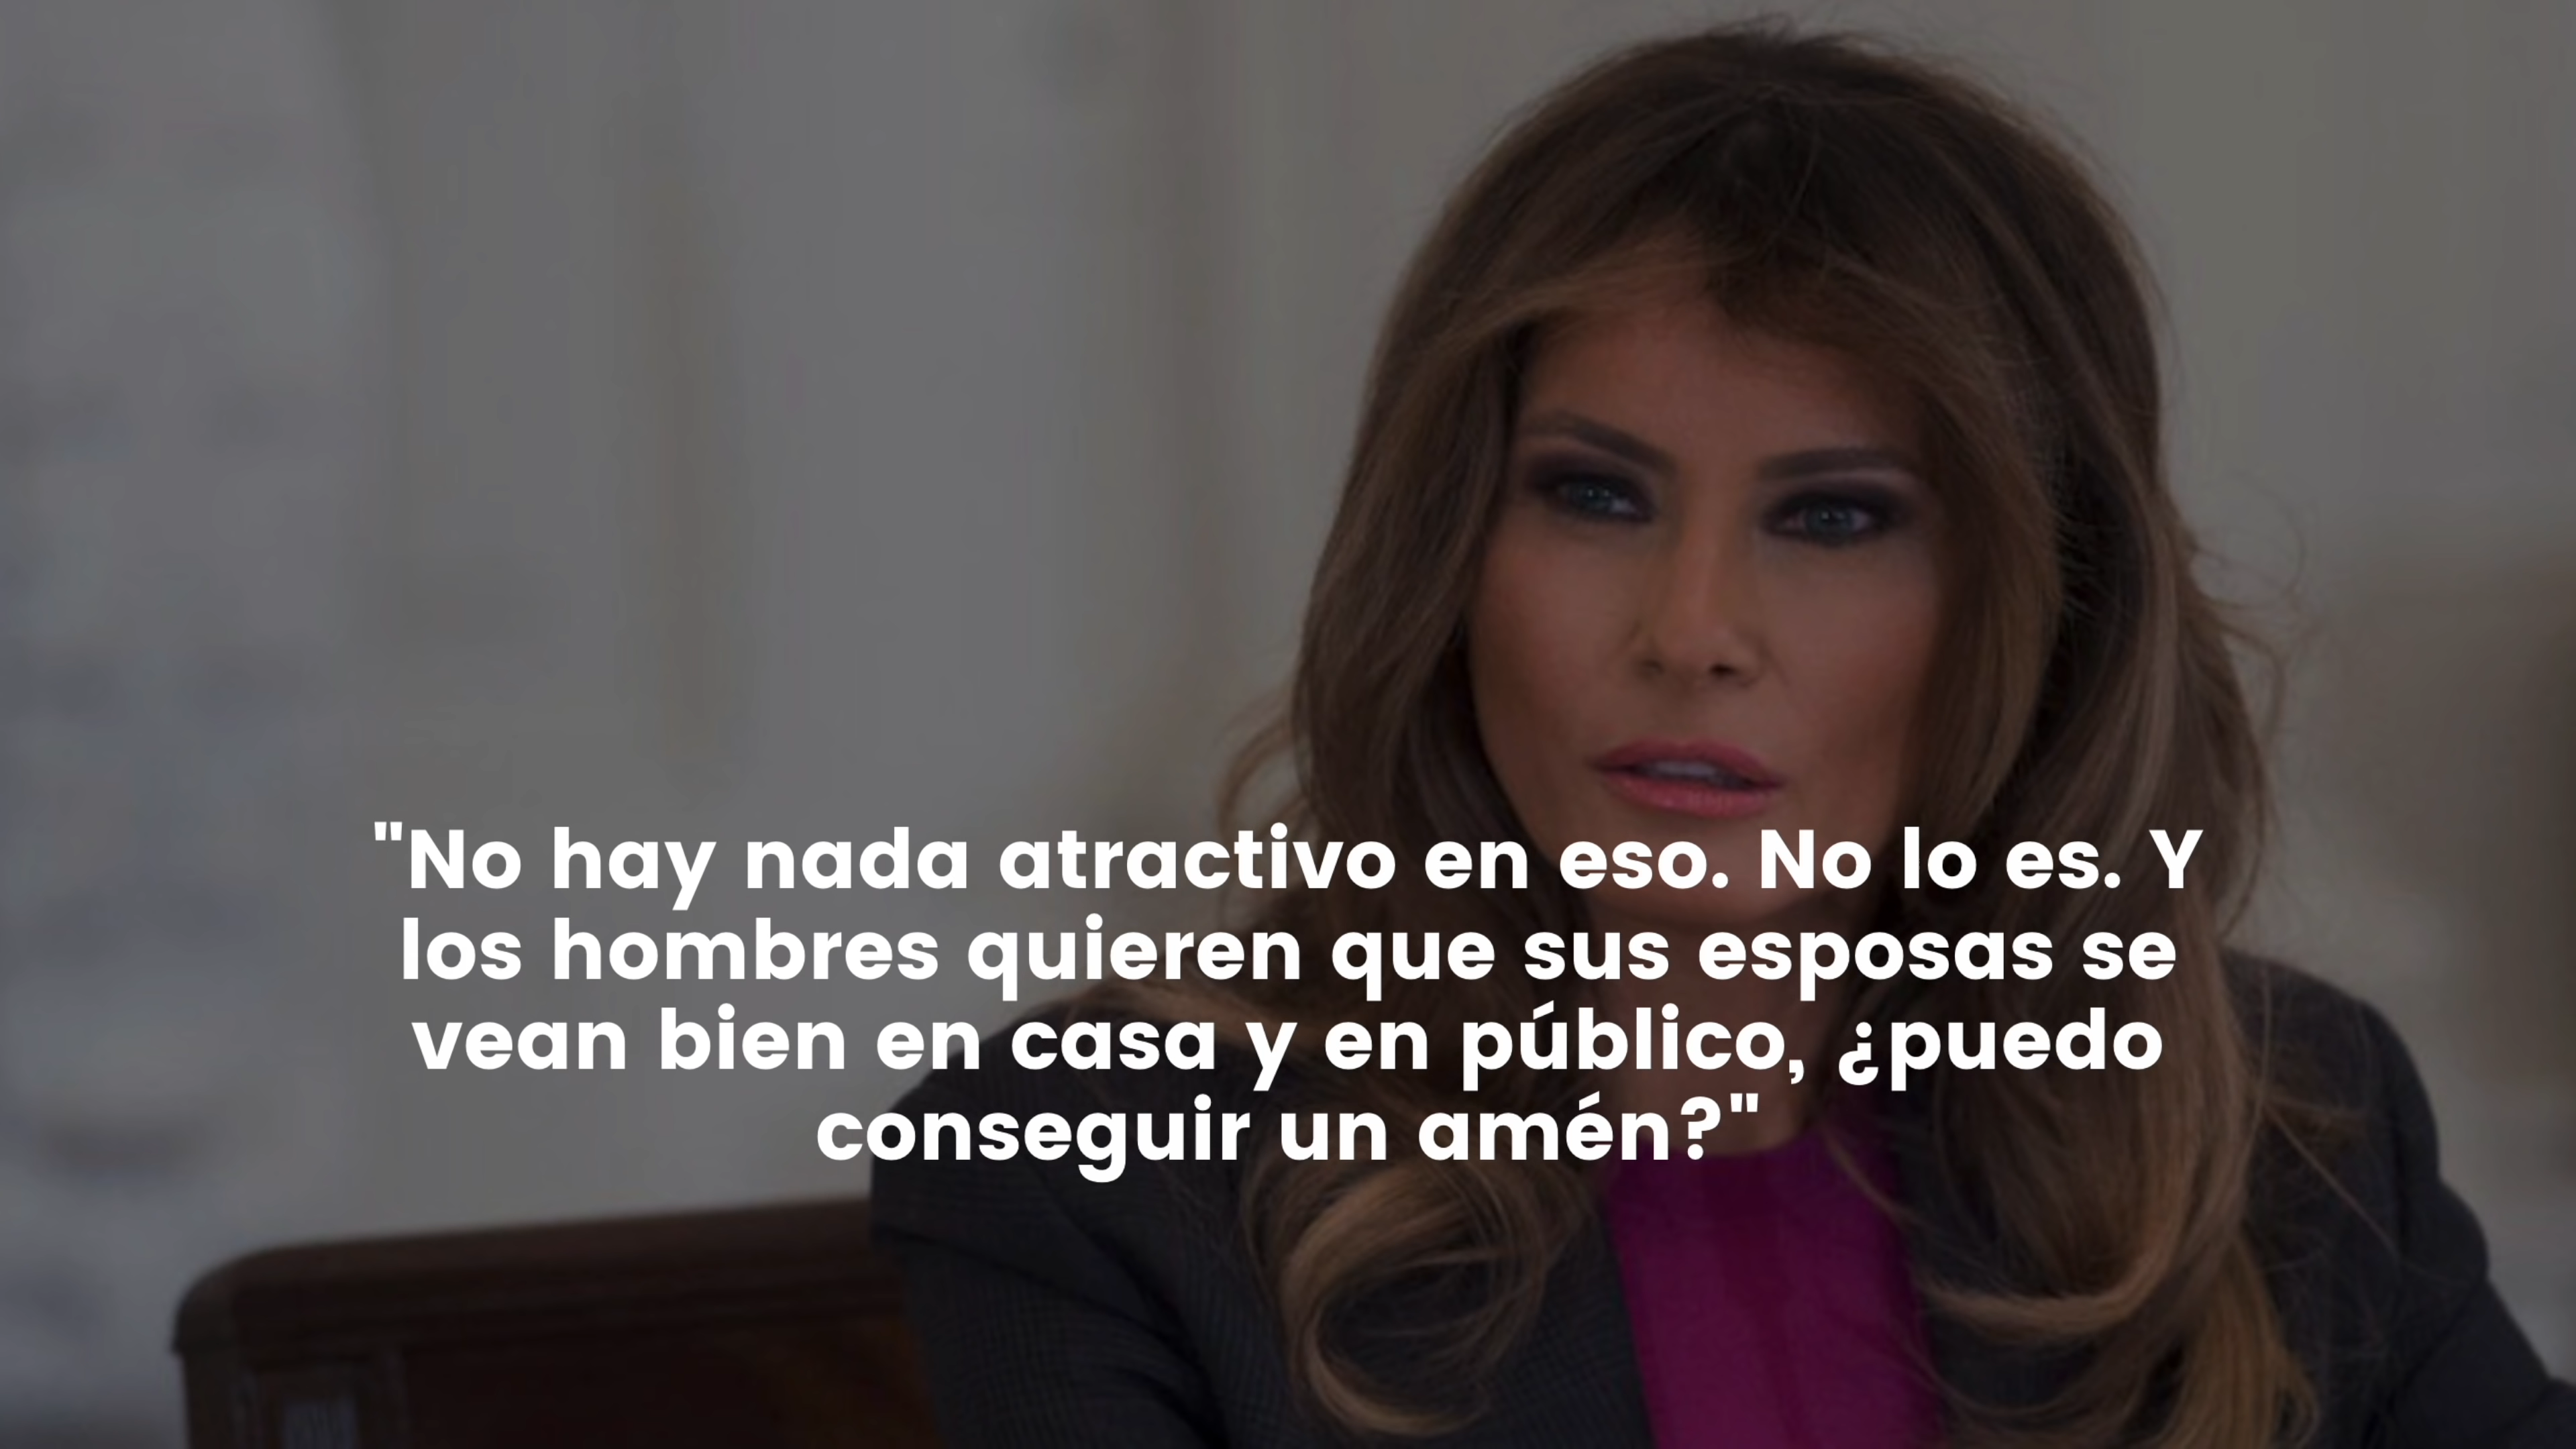 "No hay nada atractivo en eso. No lo es. Y
los hombres quieren que sus esposas se
vean bien en casa y en público, ¿puedo
conseguir un amén?"